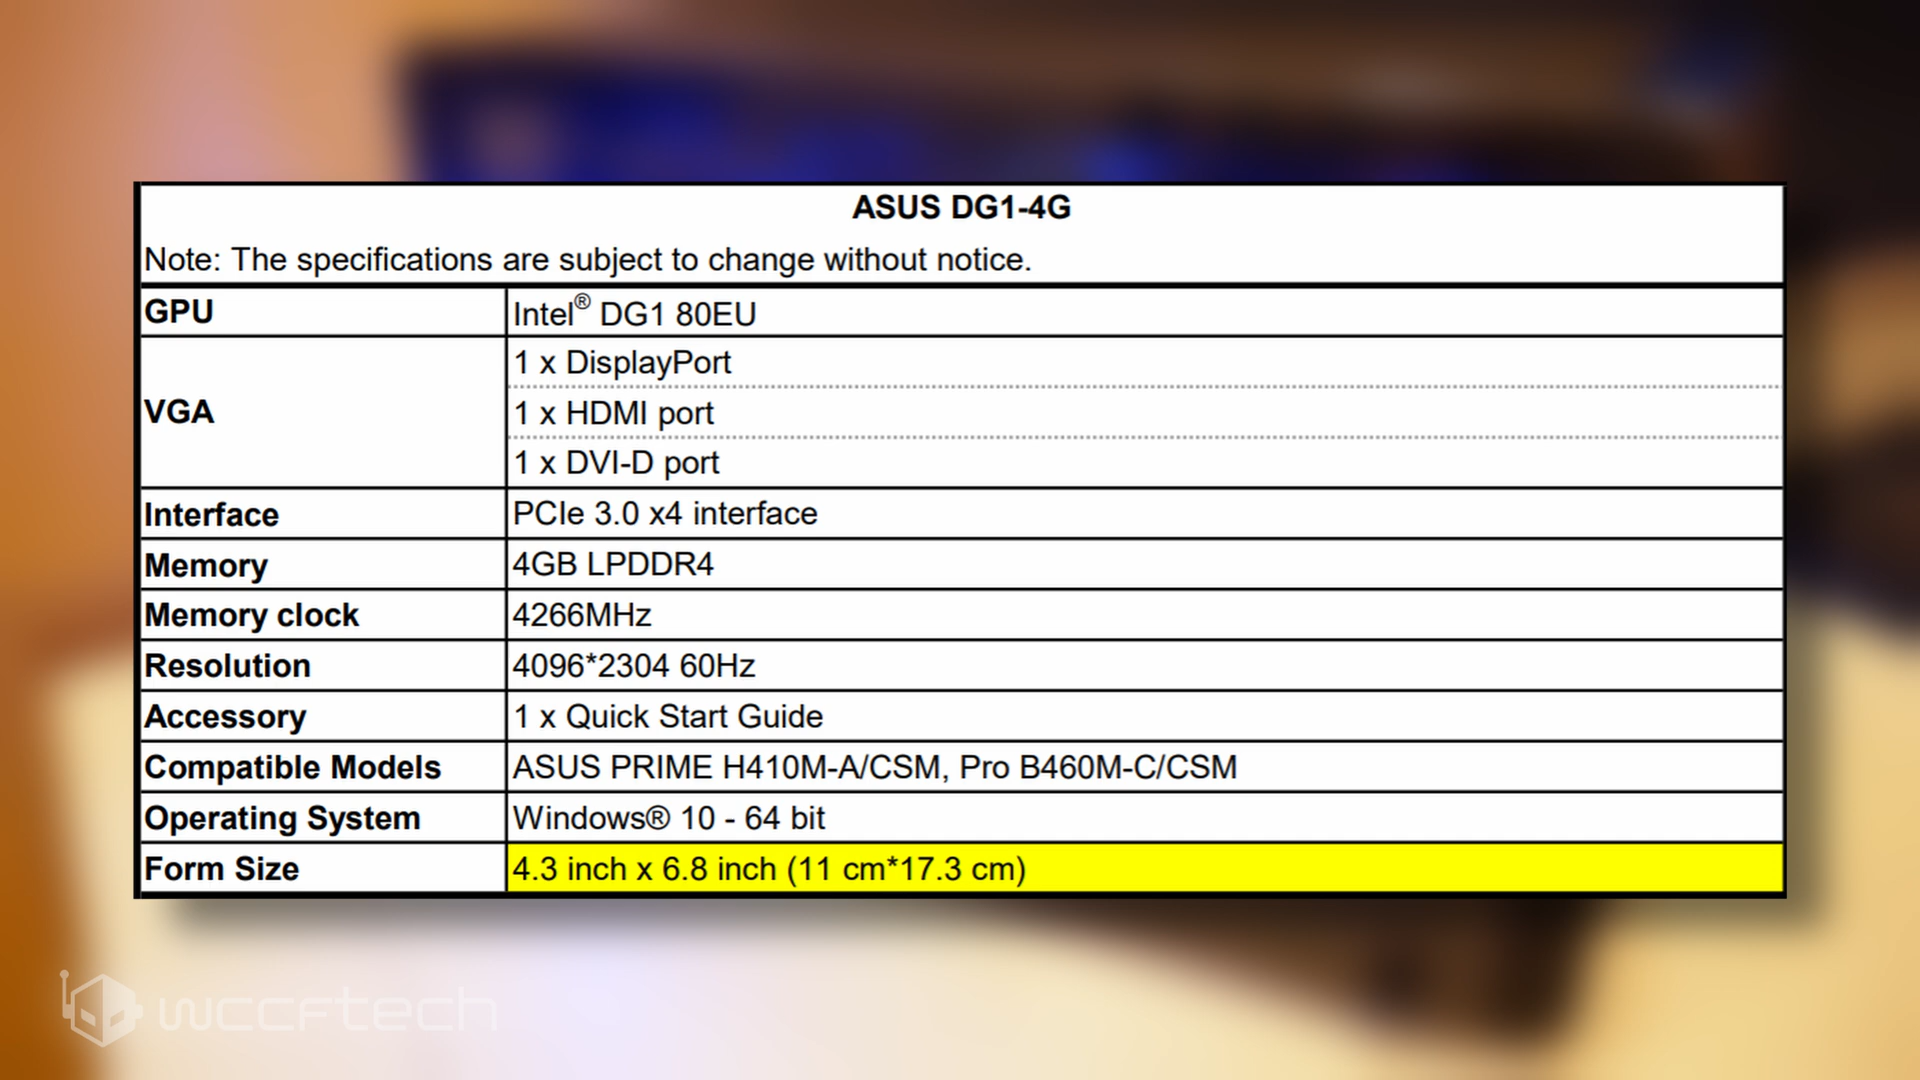 ASUS DG1-4G
Note: The specifications are subject to change without notice.
GPU
Intel® DG1 80EU
VGA
1 x DisplayPort
1 x HDMI port
1 x DVI-D port
Interface
PCIe 3.0 x4 interface
Memory
4GB LPDDR4
Memory clock
4266MHz
Resolution
4096*2304 60Hz
Accessory
1 x Quick Start Guide
Compatible Models
ASUS PRIME H410M-A/CSM, Pro B460M-C/CSM
Operating System
Windows® 10 - 64 bit
Form Size
4.3 inch x 6.8 inch (11 cm*17.3 cm)
wccftech